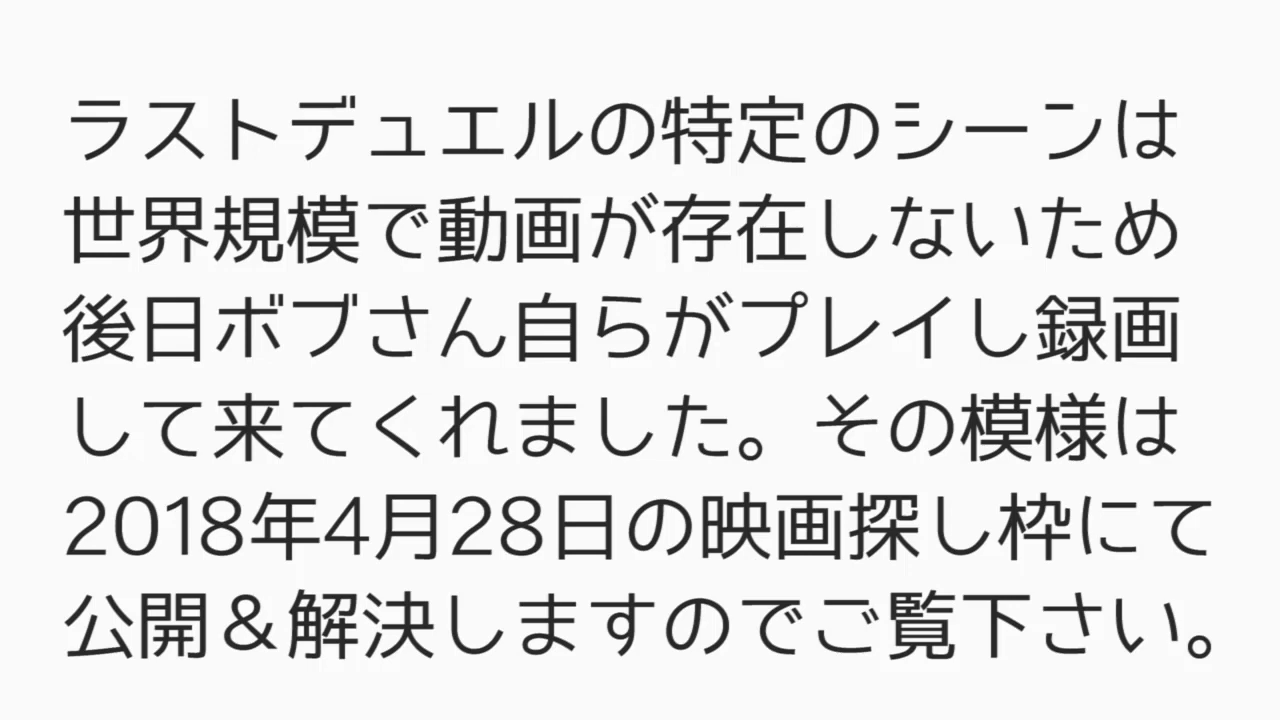 ラストデュエルの特定のシーンは
世界規模で動画が存在しないため
後日ボブさん自らがプレイし録画
して来てくれました。その模様は
2018年4月28日の映画探し枠にて
公開＆解決しますのでご覧下さい。